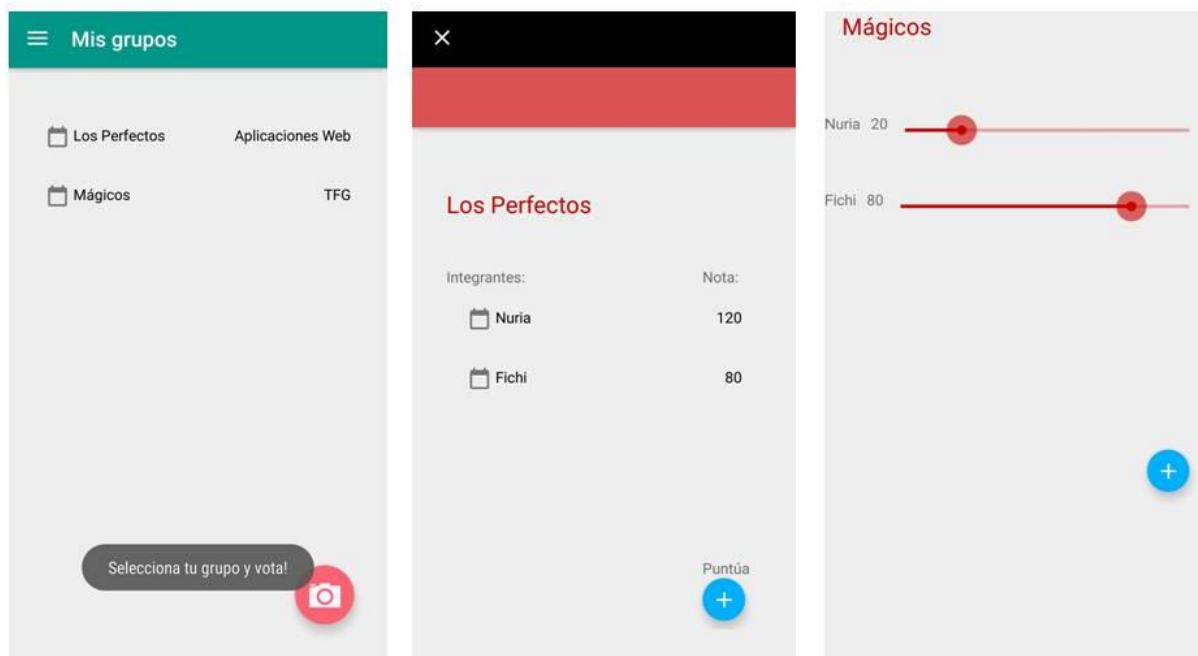 Mis grupos
Los Perfectos Aplicaciones Web
Mágicos TFG
Selecciona tu grupo y vota!
Los Perfectos
Integrantes: Nota:
Nuria 120
Fichi 80
Puntúa
Mágicos
Nuria 20
Fichi 80